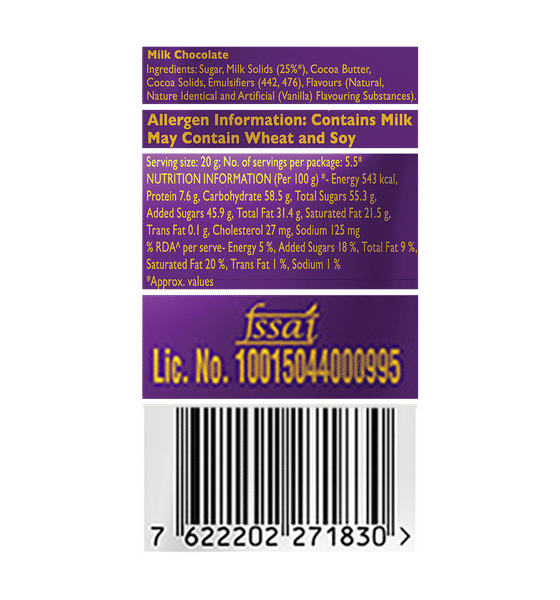 Milk Chocolate
Ingredients: Sugar, Milk Solids (25%*), Cocoa Butter,
Cocoa Solids, Emulsifiers (442, 476), Flavours (Natural,
Nature Identical and Artificial (Vanilla) Flavouring Substances).
Allergen Information: Contains Milk
May Contain Wheat and Soy
Serving size: 20 g; No. of servings per package: 5.5*
NUTRITION INFORMATION (Per 100 g) *- Energy 543 kcal,
Protein 7.6 g, Carbohydrate 58.5 g, Total Sugars 55.3 g,
Added Sugars 45.9 g, Total Fat 31.4 g, Saturated Fat 21.5 g,
Trans Fat 0.1 g, Cholesterol 27 mg, Sodium 125 mg
% RDA^ per serve- Energy 5 %, Added Sugars 18 %, Total Fat 9 %,
Saturated Fat 20 %, Trans Fat 1 %, Sodium 1 %
*Approx. values
fssai
Lic. No. 10015044000995
7 622202 271830 >